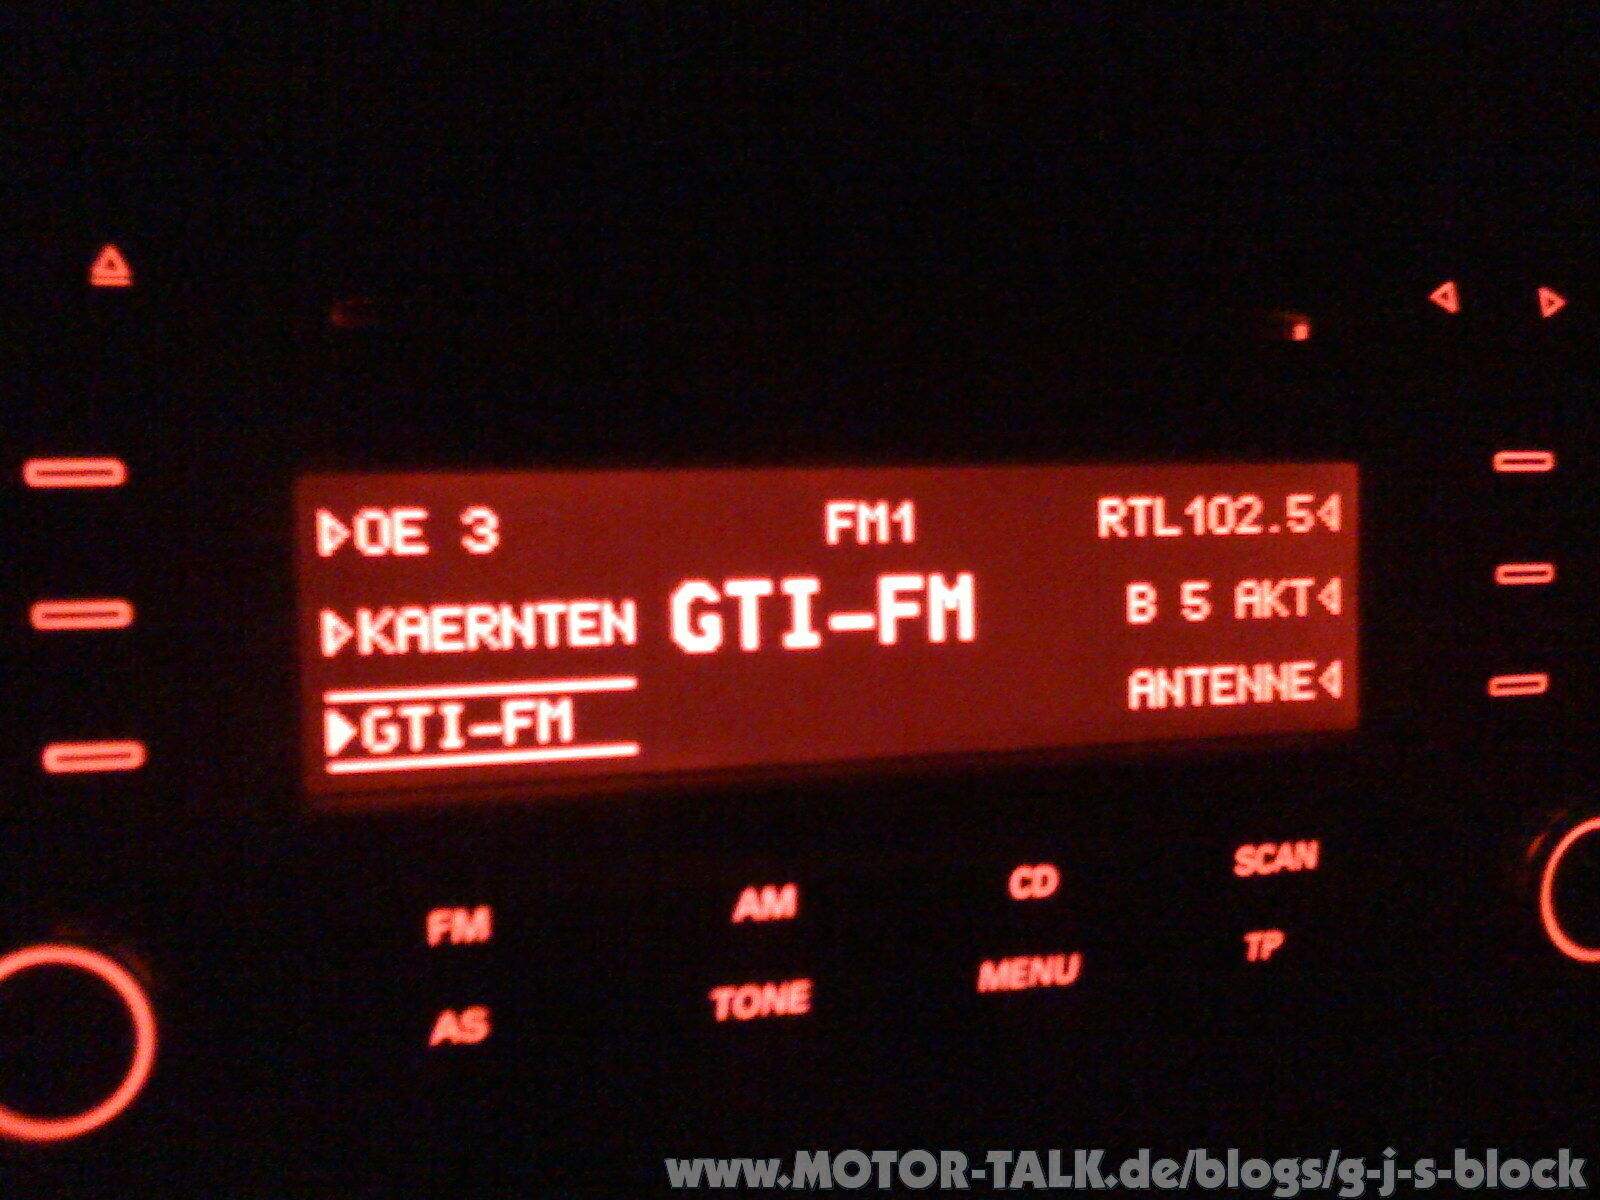 OE 3 FM1 RTL102.5
KAERNTEN GTI-FM B 5 AKT
GTI-FM ANTENNE
FM AM CD SCAN
AS TONE MENU TP
www.MOTOR-TALK.de/blogs/g-j-s-block